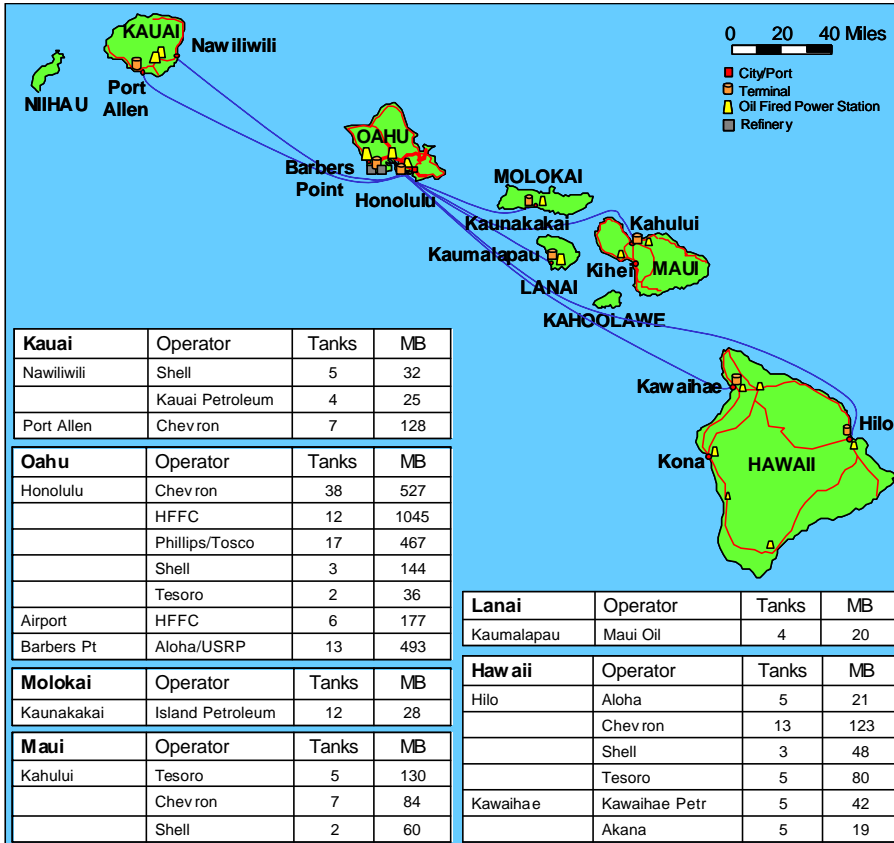 KAUAI
Nawiliwili
0 20 40 Miles
City/Port
Terminal
Oil Fired Power Station
Refinery
NIIHAU
Port
Allen
OAHU
Barbers
Point
Honolulu
MOLOKAI
Kaunakakai
Kahului
Kaumalapau
LANAI
Kihei
MAUI
KAHOOLAWE
Kawaihae
Hilo
Kona
HAWAII
Kauai Operator Tanks MB
Nawiliwili Shell 5 32
Kauai Petroleum 4 25
Port Allen Chevron 7 128
Oahu Operator Tanks MB
Honolulu Chevron 38 527
HFFC 12 1045
Phillips/Tosco 17 467
Shell 3 144
Tesoro 2 36
Airport HFFC 6 177
Barbers Pt Aloha/USRP 13 493
Molokai Operator Tanks MB
Kaunakakai Island Petroleum 12 28
Maui Operator Tanks MB
Kahului Tesoro 5 130
Chevron 7 84
Shell 2 60
Lanai Operator Tanks MB
Kaumalapau Maui Oil 4 20
Hawaii Operator Tanks MB
Hilo Aloha 5 21
Chevron 13 123
Shell 3 48
Tesoro 5 80
Kawaihae Kawaihae Petr 5 42
Akana 5 19